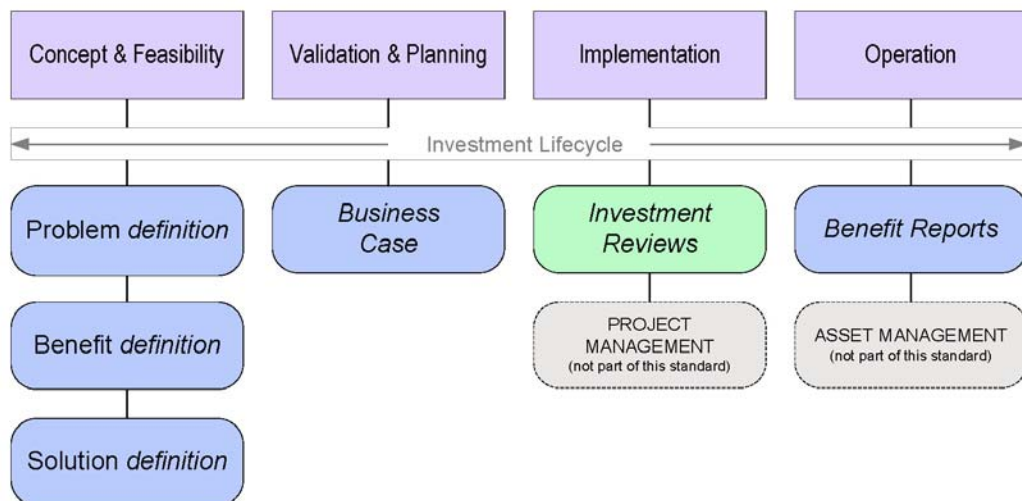 Concept & Feasibility
Validation & Planning
Implementation
Operation
Investment Lifecycle
Problem definition
Business
Case
Investment
Reviews
Benefit Reports
Benefit definition
PROJECT
MANAGEMENT
(not part of this standard)
ASSET MANAGEMENT
(not part of this standard)
Solution definition